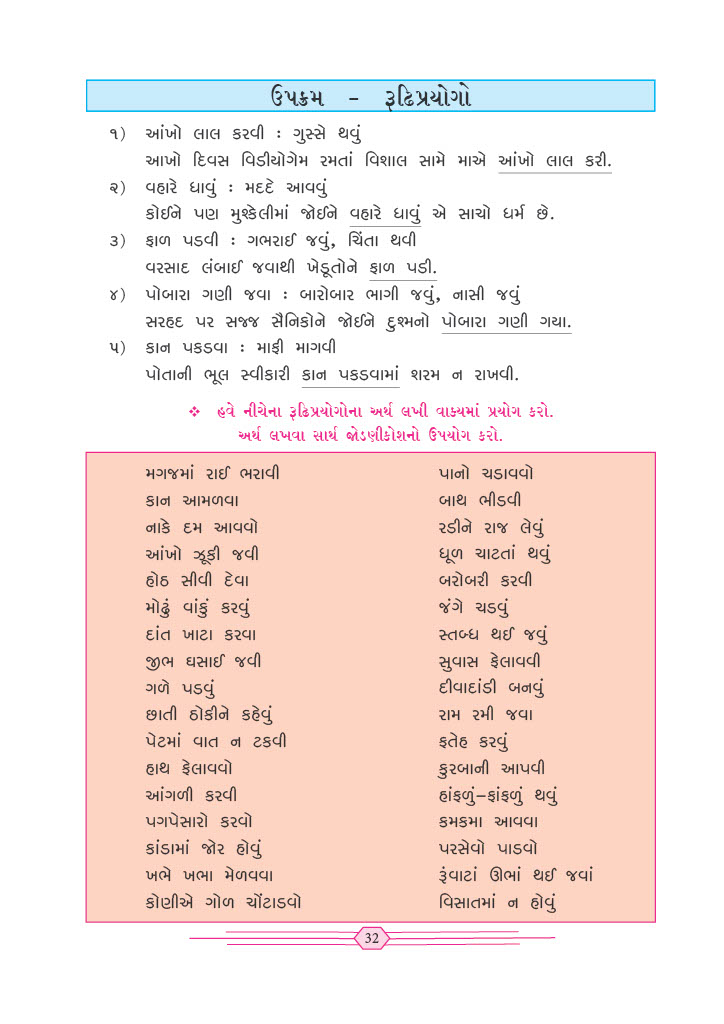 ઉપક્રમ - રૂઢિપ્રયોગો
૧) આંખો લાલ કરવી : ગુસ્સે થવું
આખો દિવસ વિડીયોગેમ રમતાં વિશાલ સામે માએ આંખો લાલ કરી.
૨) વહારે ધાવું : મદદે આવવું
કોઈને પણ મુશ્કેલીમાં જોઈને વહારે ધાવું એ સાચો ધર્મ છે.
૩) ફાળ પડવી : ગભરાઈ જવું, ચિંતા થવી
વરસાદ લંબાઈ જવાથી ખેડૂતોને ફાળ પડી.
૪) પોબારા ગણી જવા : બારોબાર ભાગી જવું, નાસી જવું
સરહદ પર સજ્જ સૈનિકોને જોઈને દુશ્મનો પોબારા ગણી ગયા.
૫) કાન પકડવા : માફી માગવી
પોતાની ભૂલ સ્વીકારી કાન પકડવામાં શરમ ન રાખવી.
❖ હવે નીચેના રૂઢિપ્રયોગોના અર્થ લખી વાક્યમાં પ્રયોગ કરો.
અર્થ લખવા સાર્થ જોડણીકોશનો ઉપયોગ કરો.
મગજમાં રાઈ ભરાવી
કાન આમળવા
નાકે દમ આવવો
આંખો ઝૂકી જવી
હોઠ સીવી દેવા
મોઢું વાંકું કરવું
દાંત ખાટા કરવા
જીભ ઘસાઈ જવી
ગળે પડવું
છાતી ઠોકીને કહેવું
પેટમાં વાત ન ટકવી
હાથ ફેલાવવો
આંગળી કરવી
પગપેસારો કરવો
કાંડામાં જોર હોવું
ખભે ખભા મેળવવા
કોણીએ ગોળ ચોંટાડવો
પાનો ચડાવવો
બાથ ભીડવી
રડીને રાજ લેવું
ધૂળ ચાટતાં થવું
બરોબરી કરવી
જંગે ચડવું
સ્તબ્ધ થઈ જવું
સુવાસ ફેલાવવી
દીવાદાંડી બનવું
રામ રમી જવા
ફતેહ કરવું
કુરબાની આપવી
હાંફળું-ફાંફળું થવું
કમકમા આવવા
પરસેવો પાડવો
રૂંવાટાં ઊભાં થઈ જવાં
વિસાતમાં ન હોવું
32